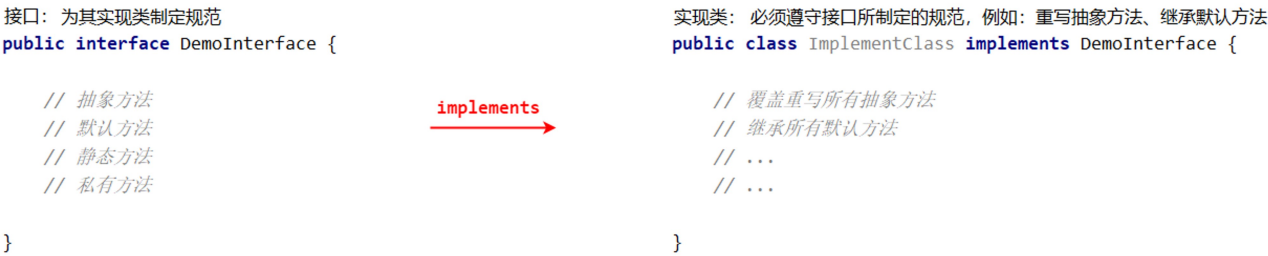 接口： 为其实现类制定规范
public interface DemoInterface {
// 抽象方法
// 默认方法
// 静态方法
// 私有方法
}
implements
实现类： 必须遵守接口所制定的规范，例如：重写抽象方法、继承默认方法
public class ImplementClass implements DemoInterface {
// 覆盖重写所有抽象方法
// 继承所有默认方法
// ...
// ...
}